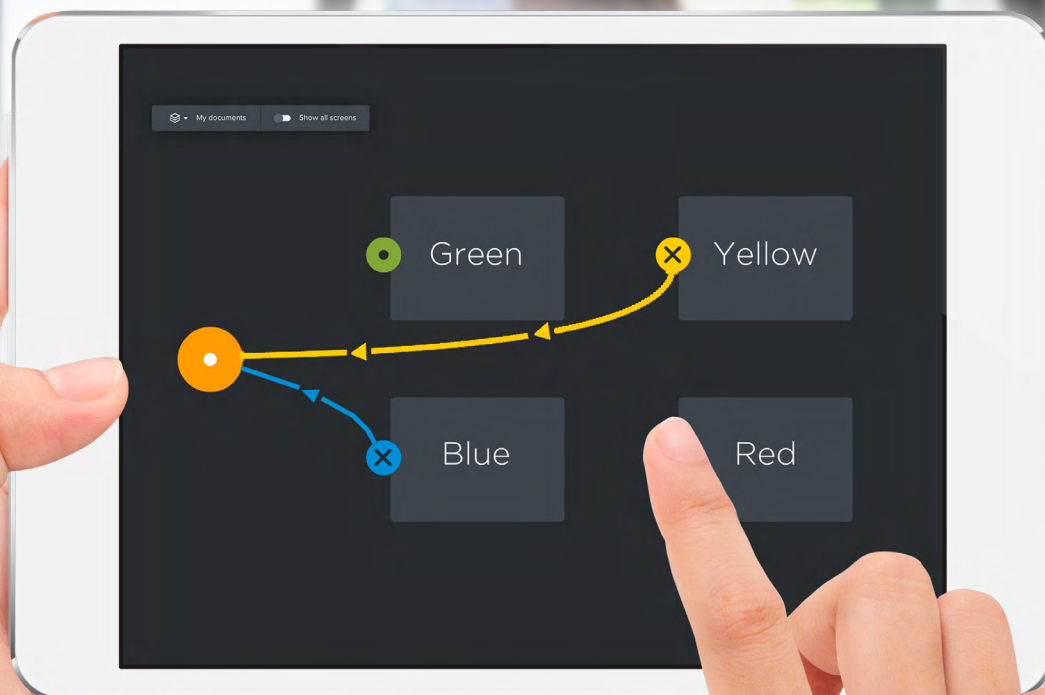 My documents
Show all screens
Green
Yellow
Blue
Red